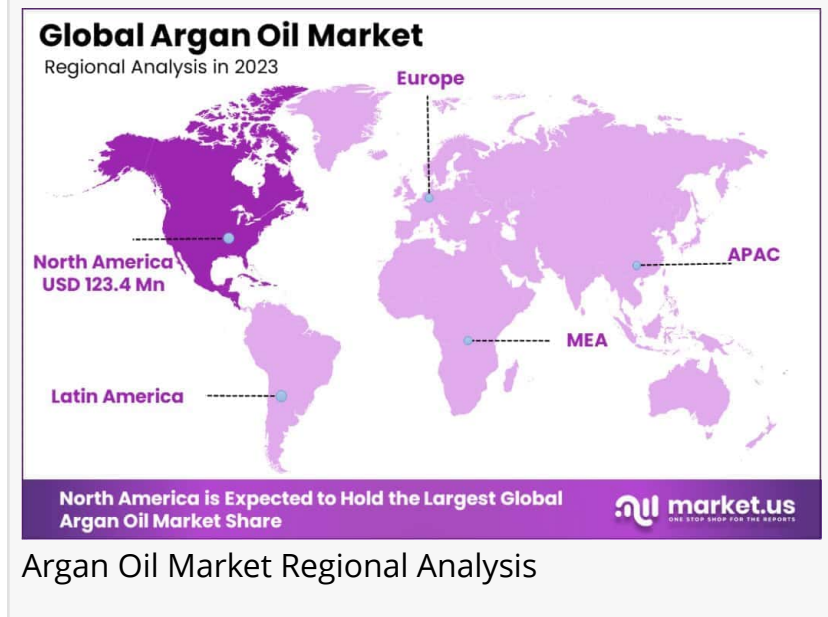 Global Argan Oil Market
Regional Analysis in 2023
Europe
North America
USD 123.4 Mn
APAC
MEA
Latin America
North America is Expected to Hold the Largest Global
Argan Oil Market Share
market.us
ONE STOP SHOP FOR THE REPORTS
Argan Oil Market Regional Analysis